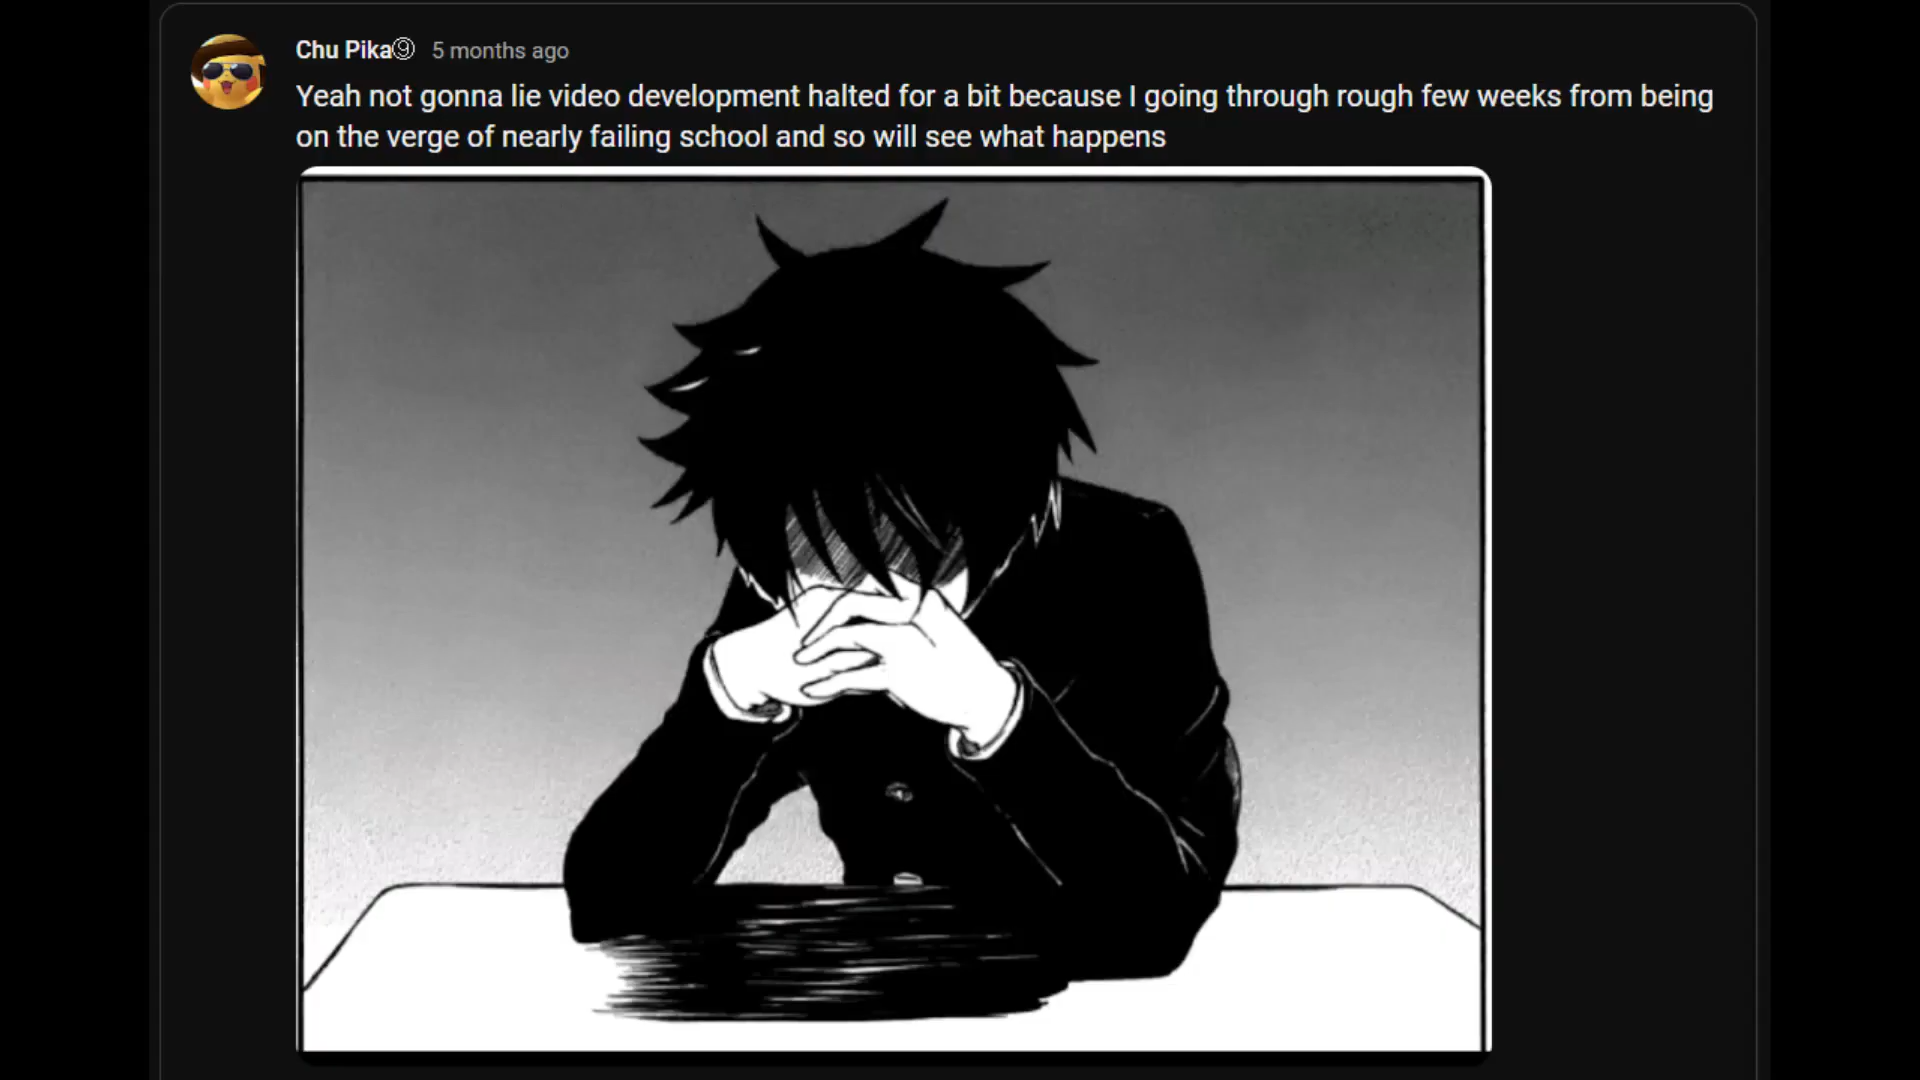 Chu Pika⑨ 5 months ago
Yeah not gonna lie video development halted for a bit because I going through rough few weeks from being
on the verge of nearly failing school and so will see what happens